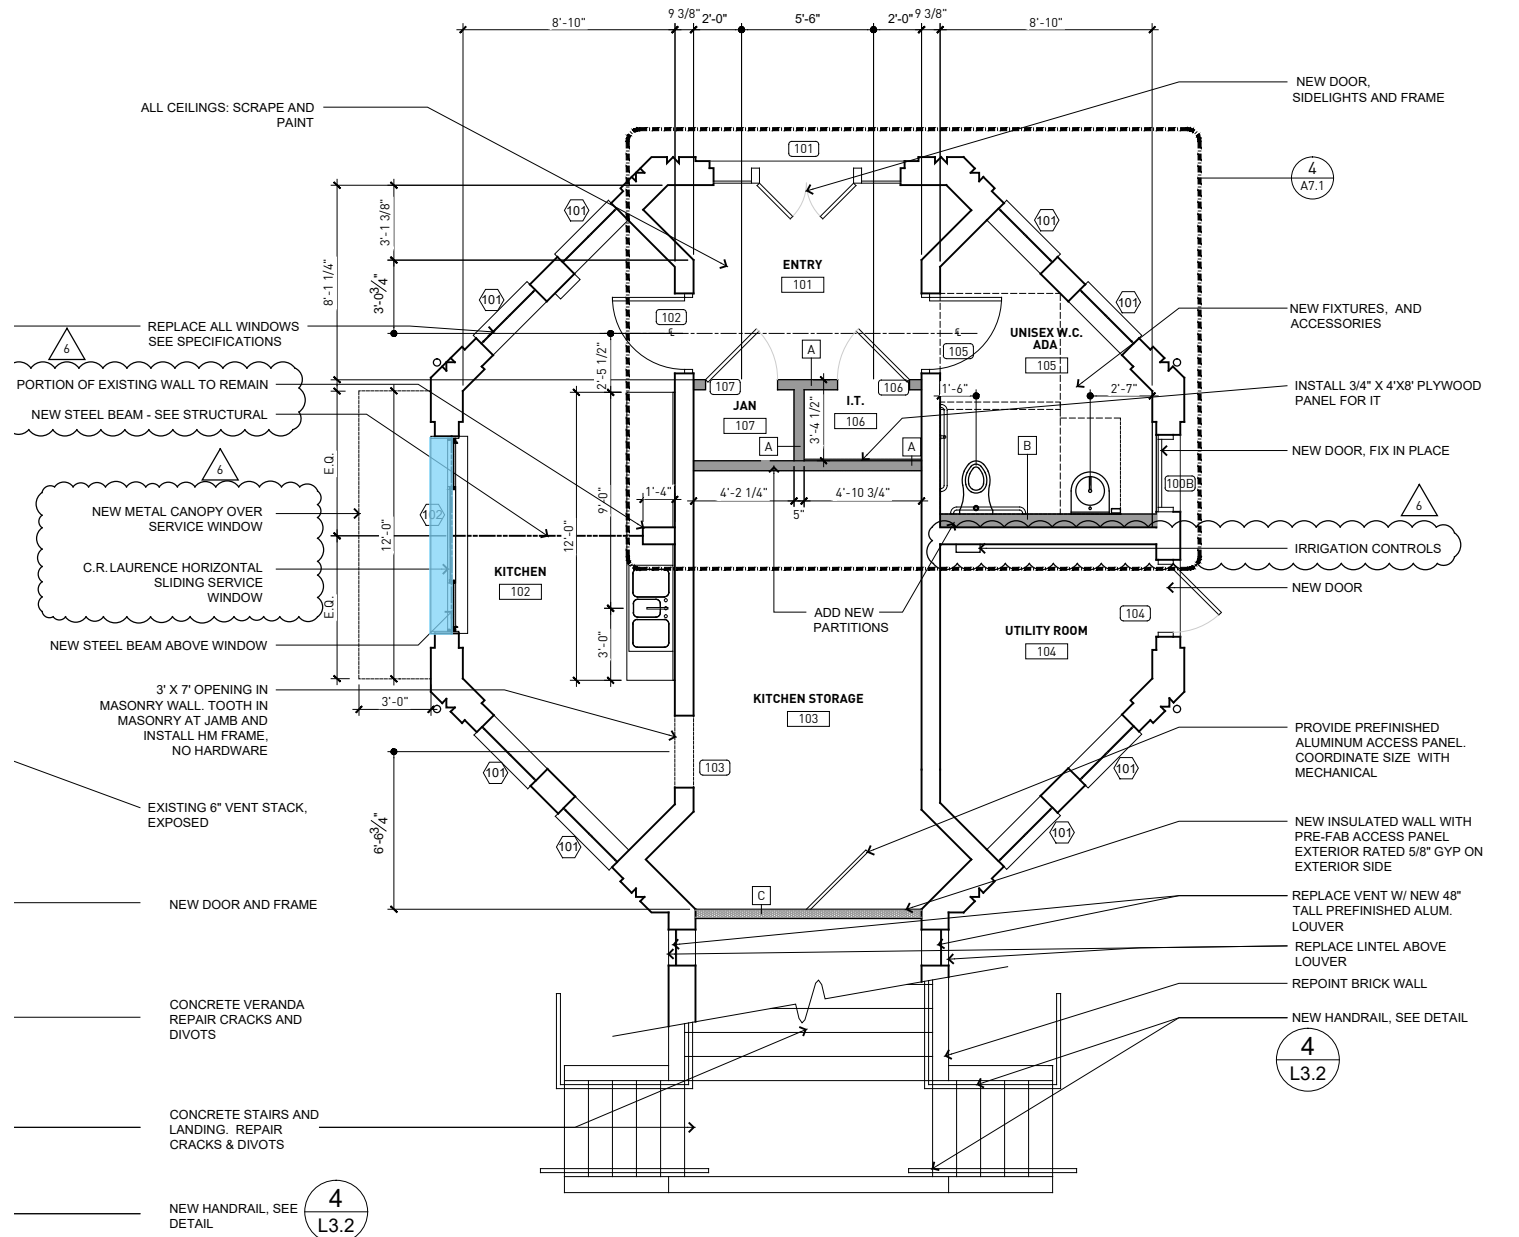 8'-10"
9 3/8"
2'-0"
5'-6"
2'-0"
9 3/8"
8'-10"
ALL CEILINGS: SCRAPE AND
PAINT
NEW DOOR,
SIDELIGHTS AND FRAME
101
4
A7.1
101
101
3'-1 3/8"
8'-1 1/4"
3'-0 3/4"
ENTRY
101
101
101
102
℄
℄
UNISEX W.C.
ADA
105
105
NEW FIXTURES, AND
ACCESSORIES
REPLACE ALL WINDOWS
SEE SPECIFICATIONS
6
PORTION OF EXISTING WALL TO REMAIN
NEW STEEL BEAM - SEE STRUCTURAL
2'-5 1/2"
A
107
106
JAN
107
I.T.
106
3'-4 1/2"
A
A
1'-6"
2'-7"
INSTALL 3/4" X 4'X8' PLYWOOD
PANEL FOR IT
B
NEW DOOR, FIX IN PLACE
100B
6
6
E.Q.
NEW METAL CANOPY OVER
SERVICE WINDOW
102
12'-0"
12'-0"
9'-0"
1'-4"
4'-2 1/4"
4'-10 3/4"
5"
IRRIGATION CONTROLS
C.R.LAURENCE HORIZONTAL
SLIDING SERVICE
WINDOW
KITCHEN
102
NEW DOOR
E.Q.
ADD NEW
PARTITIONS
104
UTILITY ROOM
104
NEW STEEL BEAM ABOVE WINDOW
3'-0"
3' X 7' OPENING IN
MASONRY WALL. TOOTH IN
MASONRY AT JAMB AND
INSTALL HM FRAME,
NO HARDWARE
3'-0"
KITCHEN STORAGE
103
PROVIDE PREFINISHED
ALUMINUM ACCESS PANEL.
COORDINATE SIZE WITH
MECHANICAL
101
103
101
EXISTING 6" VENT STACK,
EXPOSED
6'-6 3/4"
101
101
NEW INSULATED WALL WITH
PRE-FAB ACCESS PANEL
EXTERIOR RATED 5/8" GYP ON
EXTERIOR SIDE
C
NEW DOOR AND FRAME
REPLACE VENT W/ NEW 48"
TALL PREFINISHED ALUM.
LOUVER
REPLACE LINTEL ABOVE
LOUVER
REPOINT BRICK WALL
CONCRETE VERANDA
REPAIR CRACKS AND
DIVOTS
NEW HANDRAIL, SEE DETAIL
4
L3.2
CONCRETE STAIRS AND
LANDING. REPAIR
CRACKS & DIVOTS
NEW HANDRAIL, SEE
DETAIL
4
L3.2